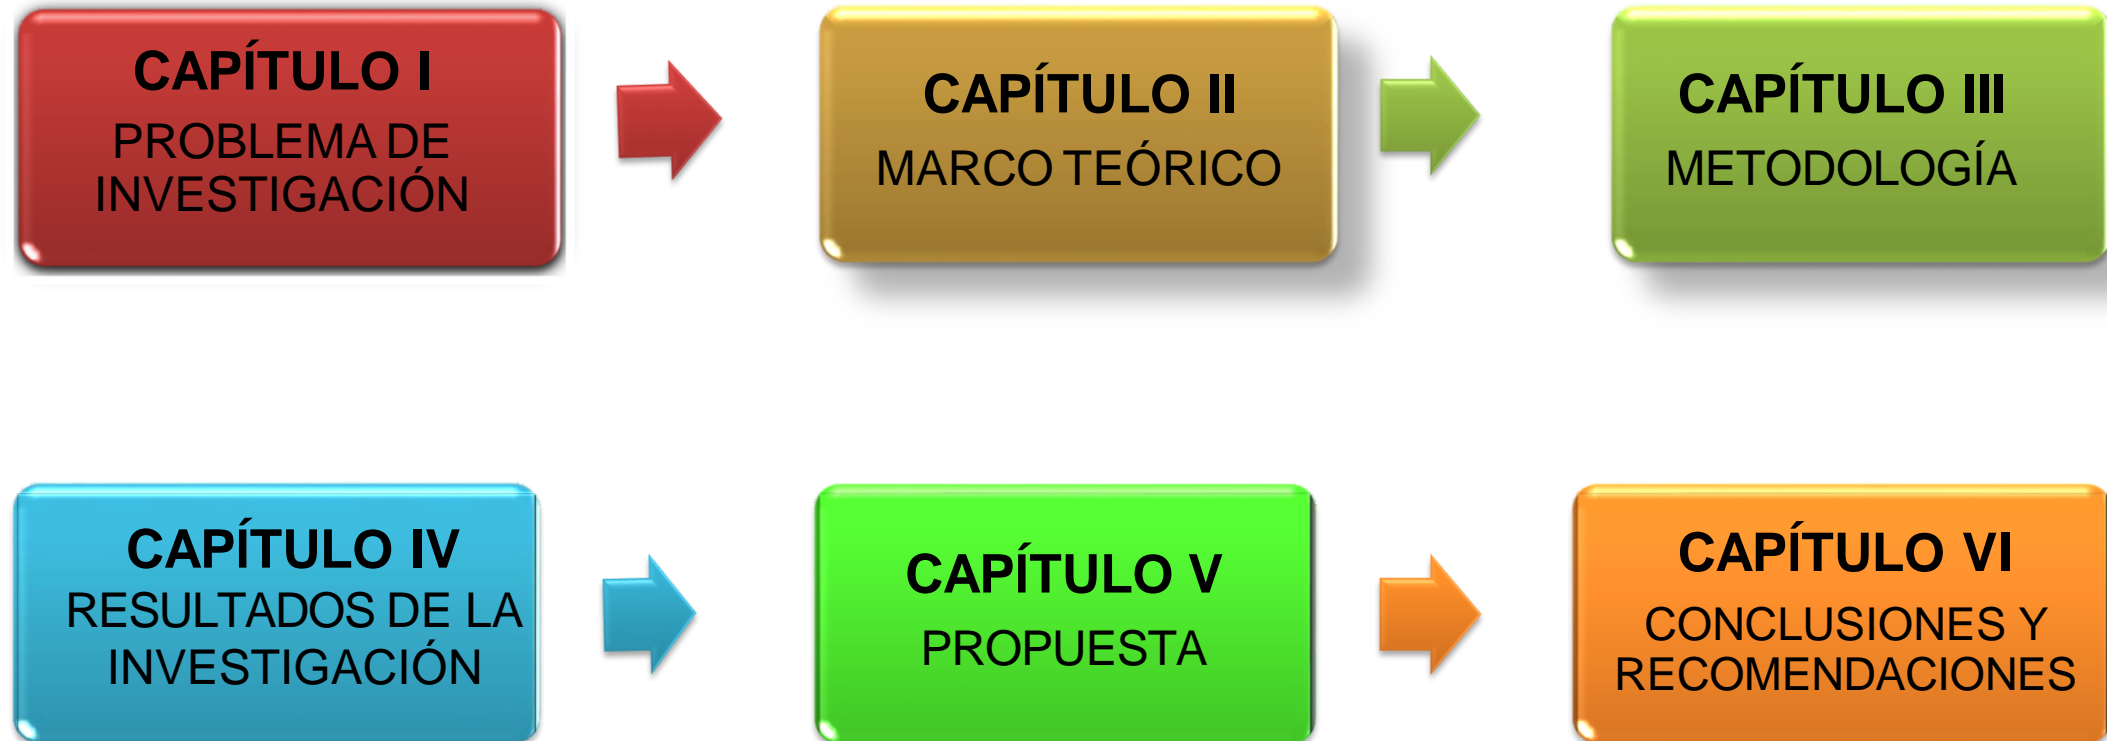 CAPÍTULO I
PROBLEMA DE
INVESTIGACIÓN
CAPÍTULO II
MARCO TEÓRICO
CAPÍTULO III
METODOLOGÍA
CAPÍTULO IV
RESULTADOS DE LA
INVESTIGACIÓN
CAPÍTULO V
PROPUESTA
CAPÍTULO VI
CONCLUSIONES Y
RECOMENDACIONES